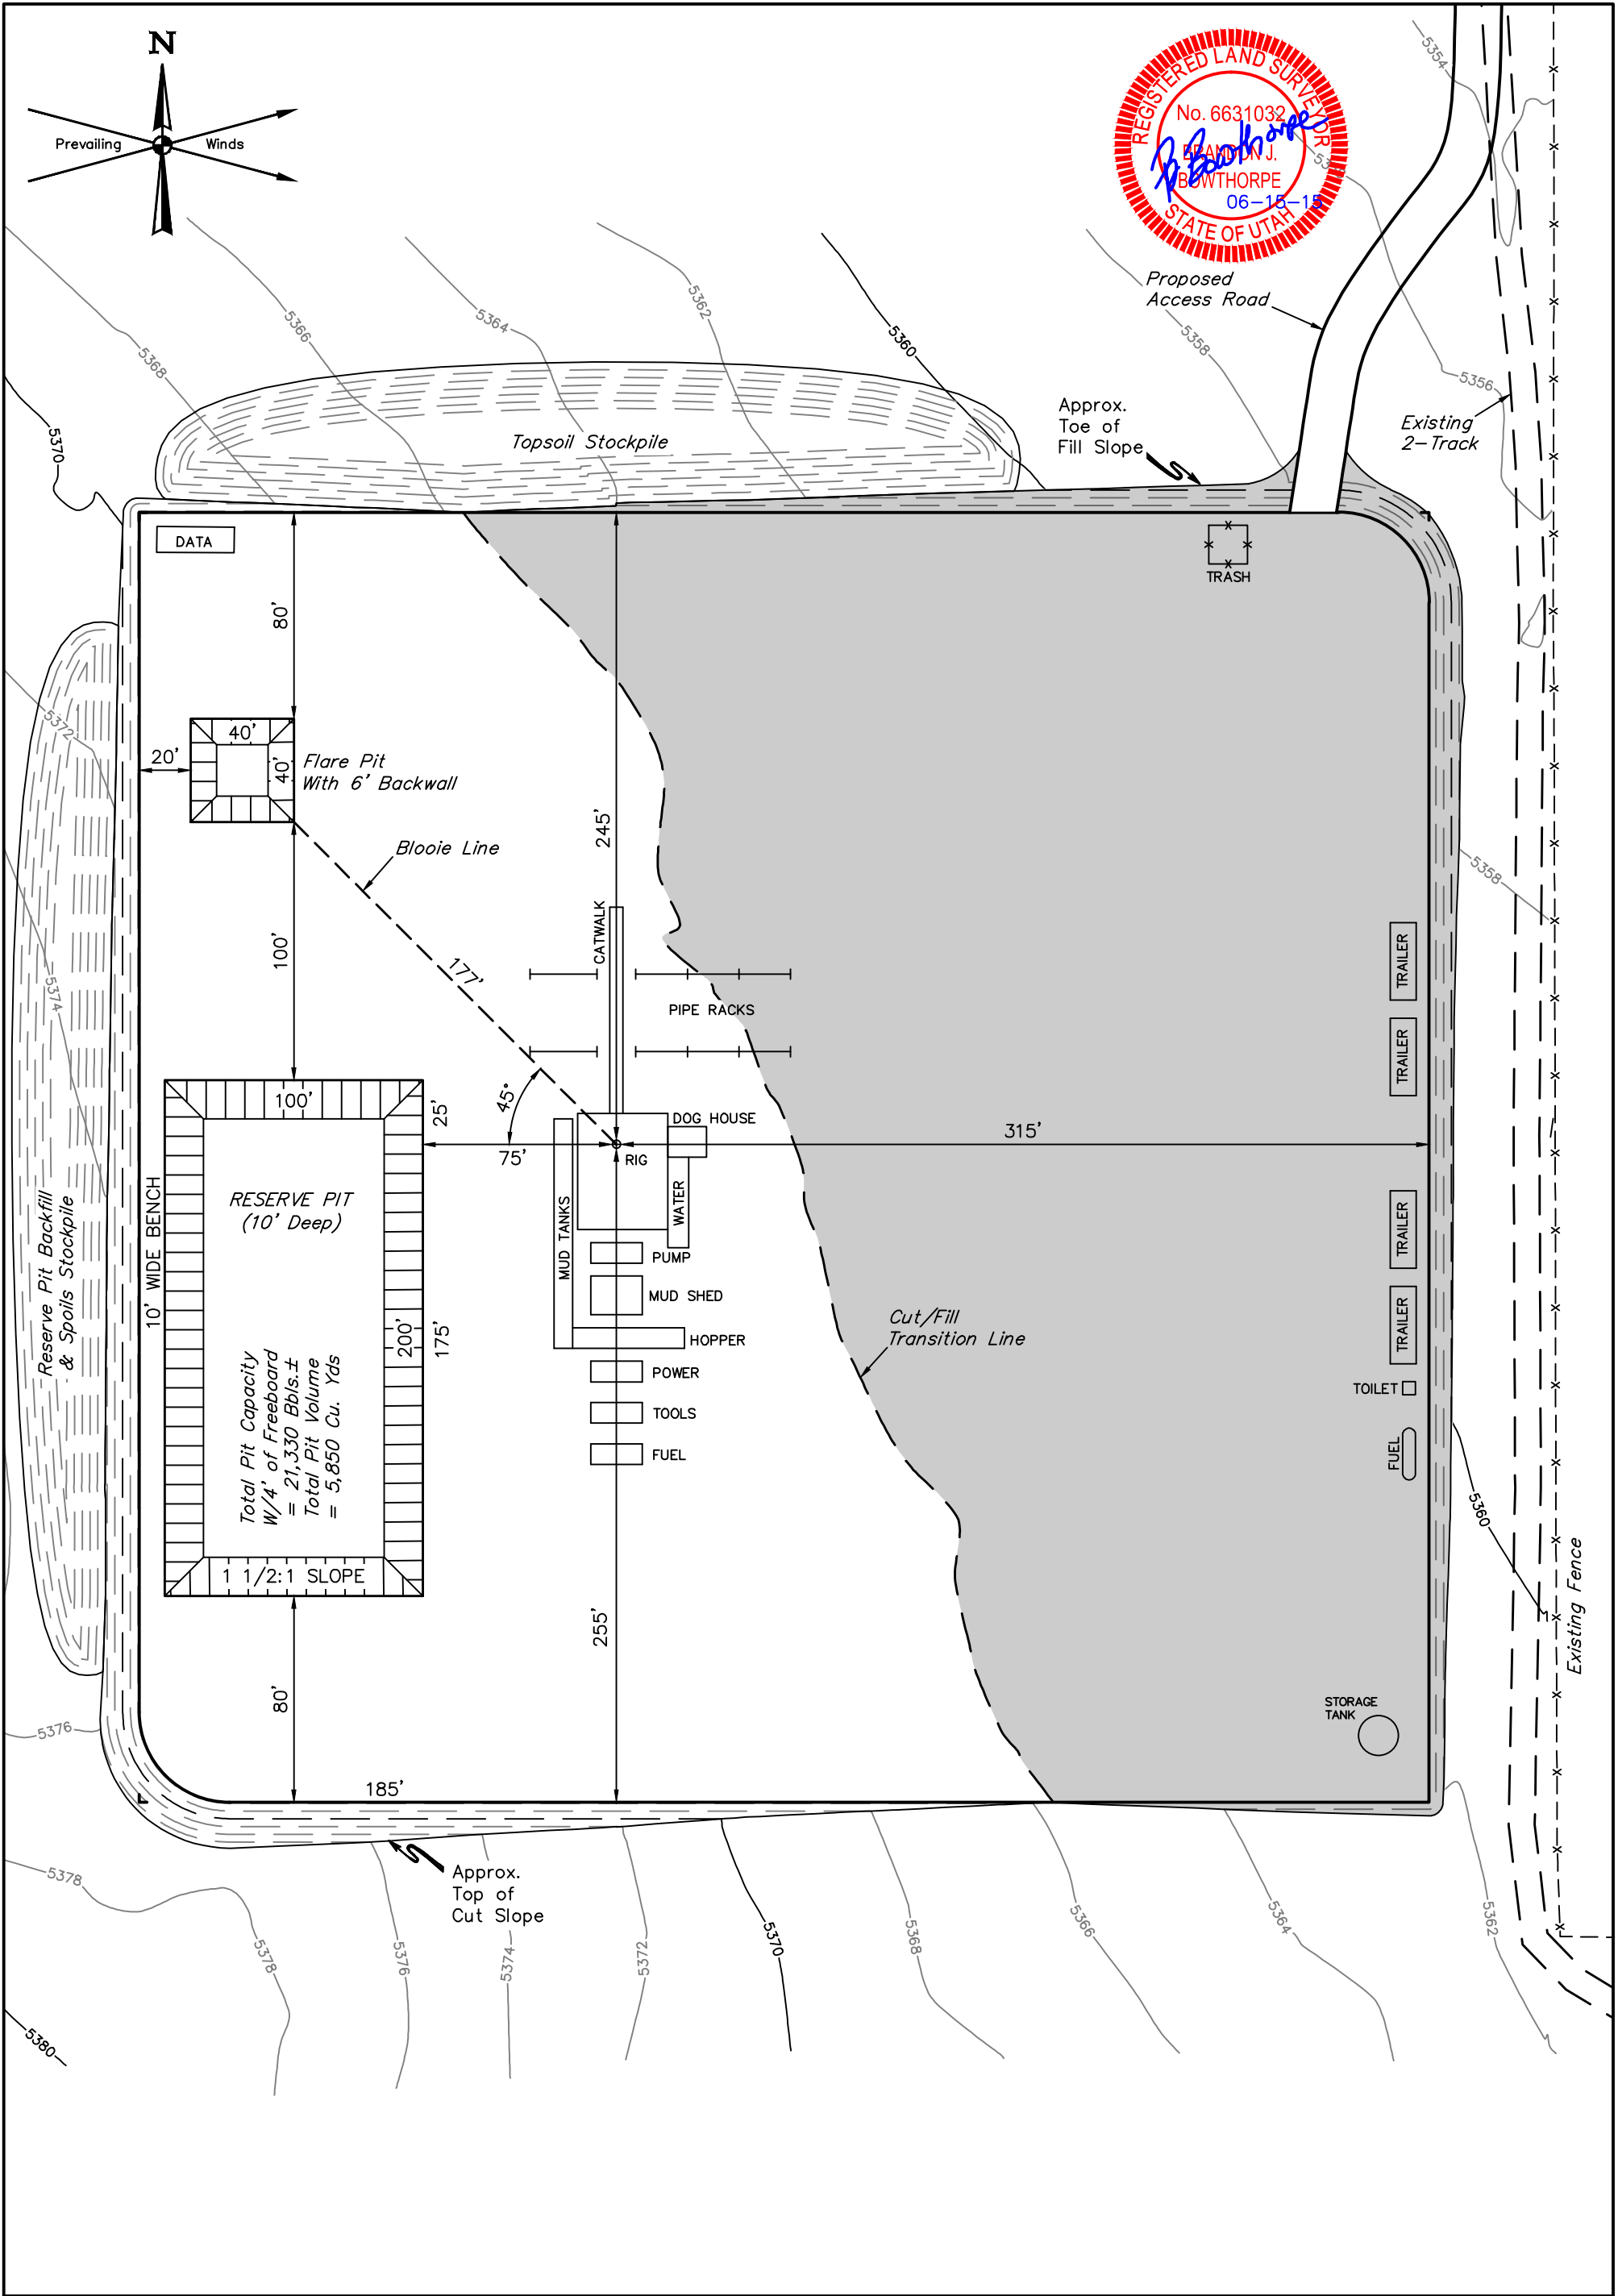 N
Prevailing Winds
REGISTERED LAND SURVEYOR
No. 6631032
BRANDON J.
BOWTHORPE
06-15-15
STATE OF UTAH
5354
5356
Proposed
Access Road
5358
5360
5362
5364
5366
5368
5370
Approx.
Toe of
Fill Slope
Existing
2-Track
Topsoil Stockpile
DATA
TRASH
80'
5372
20'
40'
40'
Flare Pit
With 6' Backwall
Blooie Line
245'
100'
177'
CATWALK
PIPE RACKS
5374
5358
TRAILER
TRAILER
100'
25'
45°
75'
DOG HOUSE
RIG
315'
10' WIDE BENCH
RESERVE PIT
(10' Deep)
MUD TANKS
WATER
TRAILER
TRAILER
Reserve Pit Backfill
& Spoils Stockpile
PUMP
MUD SHED
HOPPER
POWER
TOOLS
FUEL
Cut/Fill
Transition Line
200'
175'
Total Pit Capacity
W/4' of Freeboard
= 21,330 Bbls.±
Total Pit Volume
= 5,850 Cu. Yds
1 1/2:1 SLOPE
TOILET
FUEL
5360
Existing Fence
255'
80'
5376
STORAGE
TANK
185'
Approx.
Top of
Cut Slope
5378
5378
5376
5374
5372
5370
5368
5366
5364
5362
5380